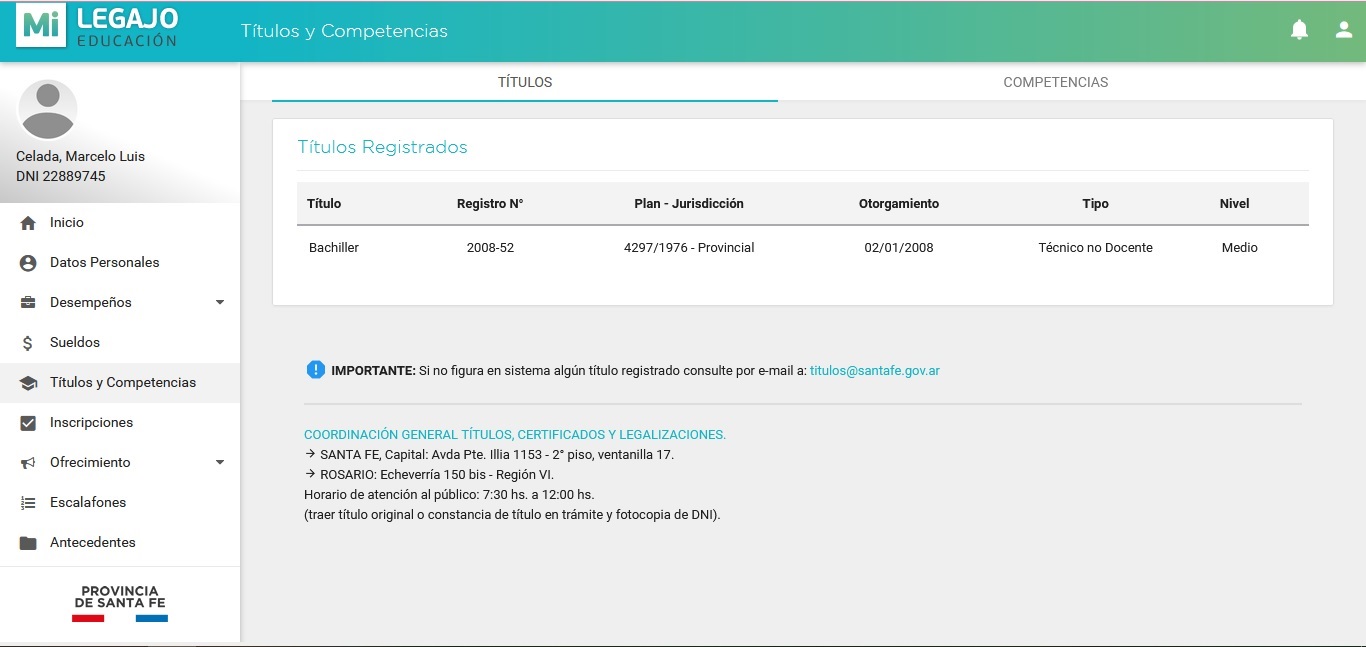 Mi LEGAJO
EDUCACIÓN
Títulos y Competencias
Celada, Marcelo Luis
DNI 22889745
Inicio
Datos Personales
Desempeños
Sueldos
Títulos y Competencias
Inscripciones
Ofrecimiento
Escalafones
Antecedentes
PROVINCIA
DE SANTA FE
TÍTULOS COMPETENCIAS
Títulos Registrados
Título Registro N° Plan - Jurisdicción Otorgamiento Tipo Nivel
Bachiller 2008-52 4297/1976 - Provincial 02/01/2008 Técnico no Docente Medio
! IMPORTANTE: Si no figura en sistema algún título registrado consulte por e-mail a: titulos@santafe.gov.ar
COORDINACIÓN GENERAL TÍTULOS, CERTIFICADOS Y LEGALIZACIONES.
→ SANTA FE, Capital: Avda Pte. Illia 1153 - 2° piso, ventanilla 17.
→ ROSARIO: Echeverría 150 bis - Región VI.
Horario de atención al público: 7:30 hs. a 12:00 hs.
(traer título original o constancia de título en trámite y fotocopia de DNI).